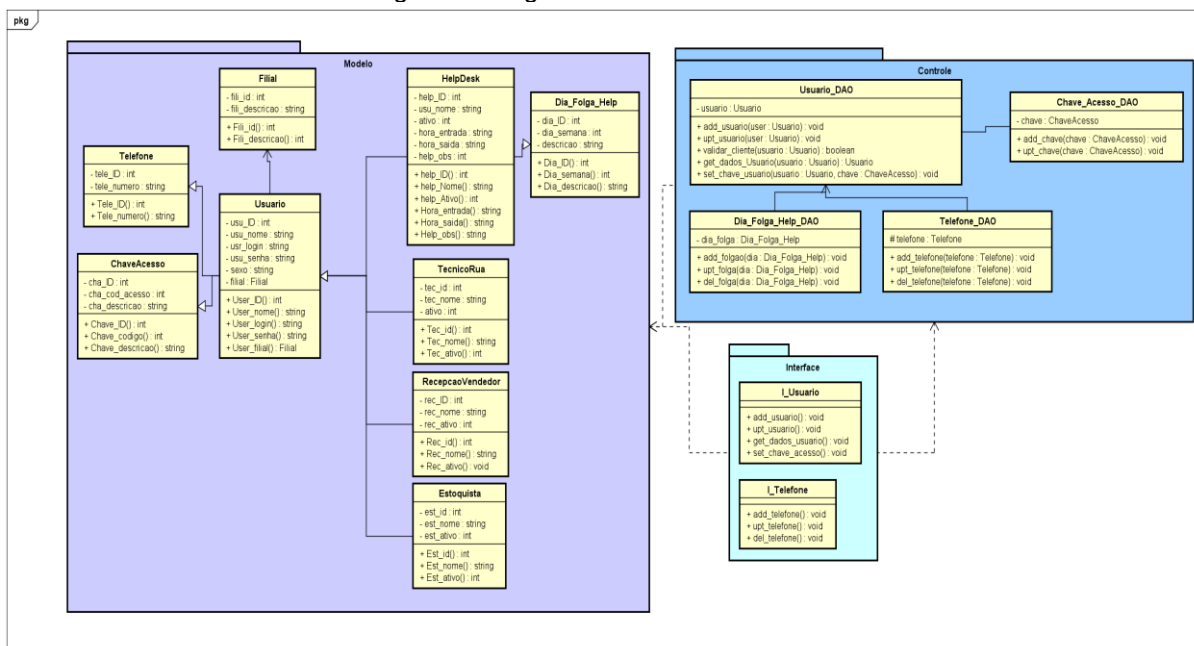 pkg
Modelo
Filial
- fili_id : int
- fili_descricao : string
+ Fili_id() : int
+ Fili_descricao() : int
HelpDesk
- help_ID : int
- usu_nome : string
- ativo : int
- hora_entrada : string
- hora_saida : string
- help_obs : int
+ help_ID() : int
+ help_Nome() : string
+ help_Ativo() : int
+ Hora_entrada() : string
+ Hora_saida() : string
+ Help_obs() : string
Dia_Folga_Help
- dia_ID : int
- dia_semana : int
- descricao : string
+ Dia_ID() : int
+ Dia_semana() : int
+ Dia_descricao() : int
Telefone
- tele_ID : int
- tele_numero : string
+ Tele_ID() : int
+ Tele_numero() : string
Usuario
- usu_ID : int
- usu_nome : string
- usr_login : string
- usu_senha : string
- sexo : string
- filial : Filial
+ User_ID() : int
+ User_nome() : string
+ User_login() : string
+ User_senha() : string
+ User_filial() : Filial
ChaveAcesso
- cha_ID : int
- cha_cod_acesso : int
- cha_descricao : string
+ Chave_ID() : int
+ Chave_codigo() : int
+ Chave_descricao() : string
TecnicoRua
- tec_id : int
- tec_nome : string
- ativo : int
+ Tec_id() : int
+ Tec_nome() : string
+ Tec_ativo() : int
RecepcaoVendedor
- rec_ID : int
- rec_nome : string
- rec_ativo : int
+ Rec_id() : int
+ Rec_nome() : string
+ Rec_ativo() : void
Estoquista
- est_id : int
- est_nome : string
- est_ativo : int
+ Est_id() : int
+ Est_nome() : string
+ Est_ativo() : int
Controle
Usuario_DAO
- usuario : Usuario
+ add_usuario(user : Usuario) : void
+ upt_usuario(user : Usuario) : void
+ validar_cliente(usuario : Usuario) : boolean
+ get_dados_Usuario(usuario : Usuario) : Usuario
+ set_chave_usuario(usuario : Usuario, chave : ChaveAcesso) : void
Chave_Acesso_DAO
- chave : ChaveAcesso
+ add_chave(chave : ChaveAcesso) : void
+ upt_chave(chave : ChaveAcesso) : void
Dia_Folga_Help_DAO
- dia_folga : Dia_Folga_Help
+ add_folgao(dia : Dia_Folga_Help) : void
+ upt_folga(dia : Dia_Folga_Help) : void
+ del_folga(dia : Dia_Folga_Help) : void
Telefone_DAO
# telefone : Telefone
+ add_telefone(telefone : Telefone) : void
+ upt_telefone(telefone : Telefone) : void
+ del_telefone(telefone : Telefone) : void
Interface
I_Usuario
+ add_usuario() : void
+ upt_usuario() : void
+ get_dados_usuario() : void
+ set_chave_acesso() : void
I_Telefone
+ add_telefone() : void
+ upt_telefone() : void
+ del_telefone() : void